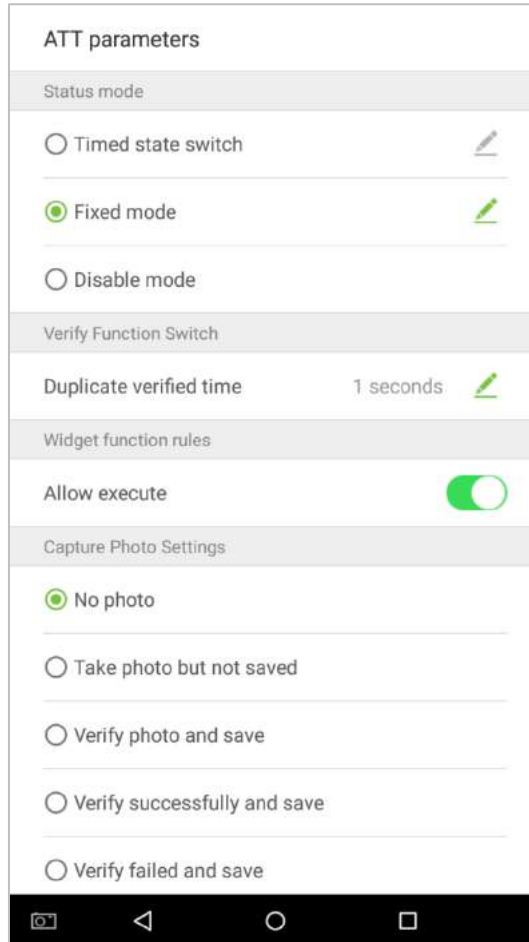 ATT parameters
Status mode
Timed state switch
Fixed mode
Disable mode
Verify Function Switch
Duplicate verified time 1 seconds
Widget function rules
Allow execute
Capture Photo Settings
No photo
Take photo but not saved
Verify photo and save
Verify successfully and save
Verify failed and save